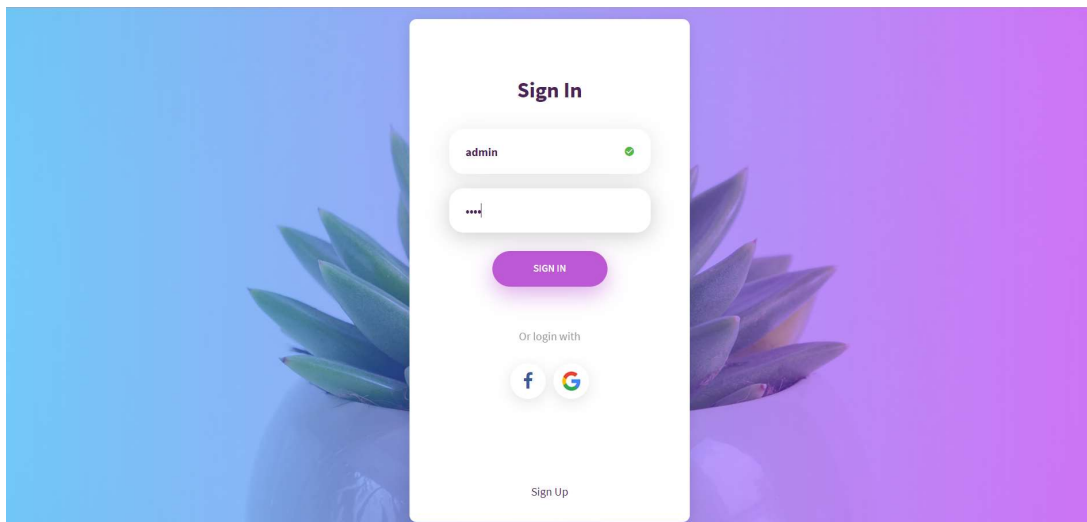 Sign In
admin
••••
SIGN IN
Or login with
Sign Up